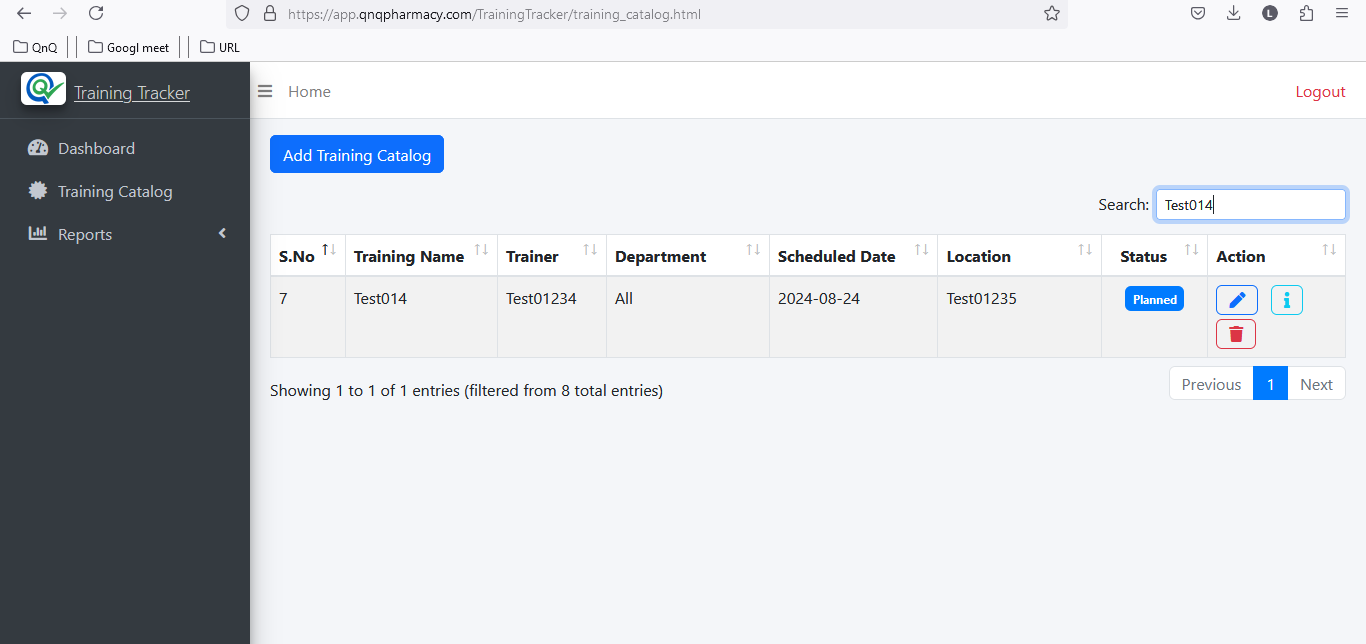 https://app.qnqpharmacy.com/TrainingTracker/training_catalog.html
L
QnQ
Googl meet
URL
Training Tracker
Home
Logout
Dashboard
Training Catalog
Reports
Add Training Catalog
Search: Test014
S.No Training Name Trainer Department Scheduled Date Location Status Action
7 Test014 Test01234 All 2024-08-24 Test01235 Planned
Showing 1 to 1 of 1 entries (filtered from 8 total entries)
Previous 1 Next